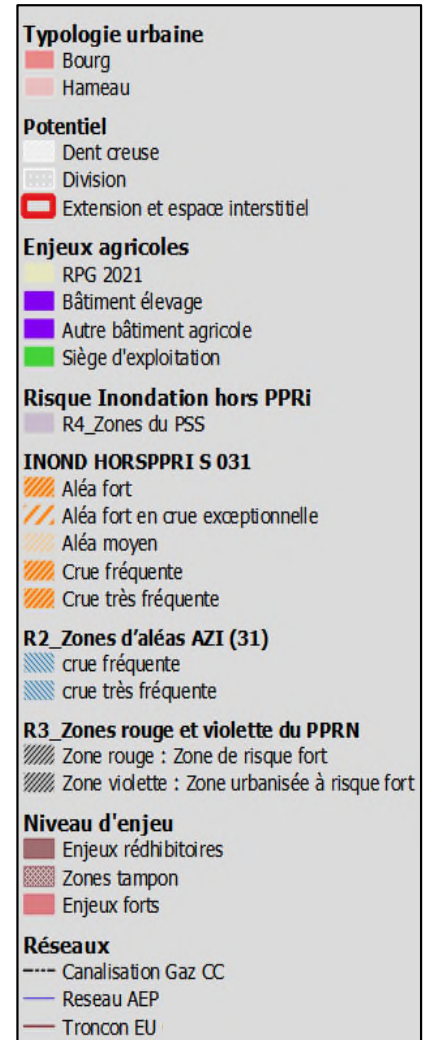 Typologie urbaine
Bourg
Hameau
Potentiel
Dent creuse
Division
Extension et espace interstitiel
Enjeux agricoles
RPG 2021
Bâtiment élevage
Autre bâtiment agricole
Siège d'exploitation
Risque Inondation hors PPRi
R4_Zones du PSS
INOND HORSPPRI S 031
Aléa fort
Aléa fort en crue exceptionnelle
Aléa moyen
Crue fréquente
Crue très fréquente
R2_Zones d'aléas AZI (31)
crue fréquente
crue très fréquente
R3_Zones rouge et violette du PPRN
Zone rouge : Zone de risque fort
Zone violette : Zone urbanisée à risque fort
Niveau d'enjeu
Enjeux rédhibitoires
Zones tampon
Enjeux forts
Réseaux
Canalisation Gaz CC
Reseau AEP
Troncon EU